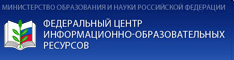 МИНИСТЕРСТВО ОБРАЗОВАНИЯ И НАУКИ РОССИЙСКОЙ ФЕДЕРАЦИИ
ФЕДЕРАЛЬНЫЙ ЦЕНТР
ИНФОРМАЦИОННО-ОБРАЗОВАТЕЛЬНЫХ
РЕСУРСОВ